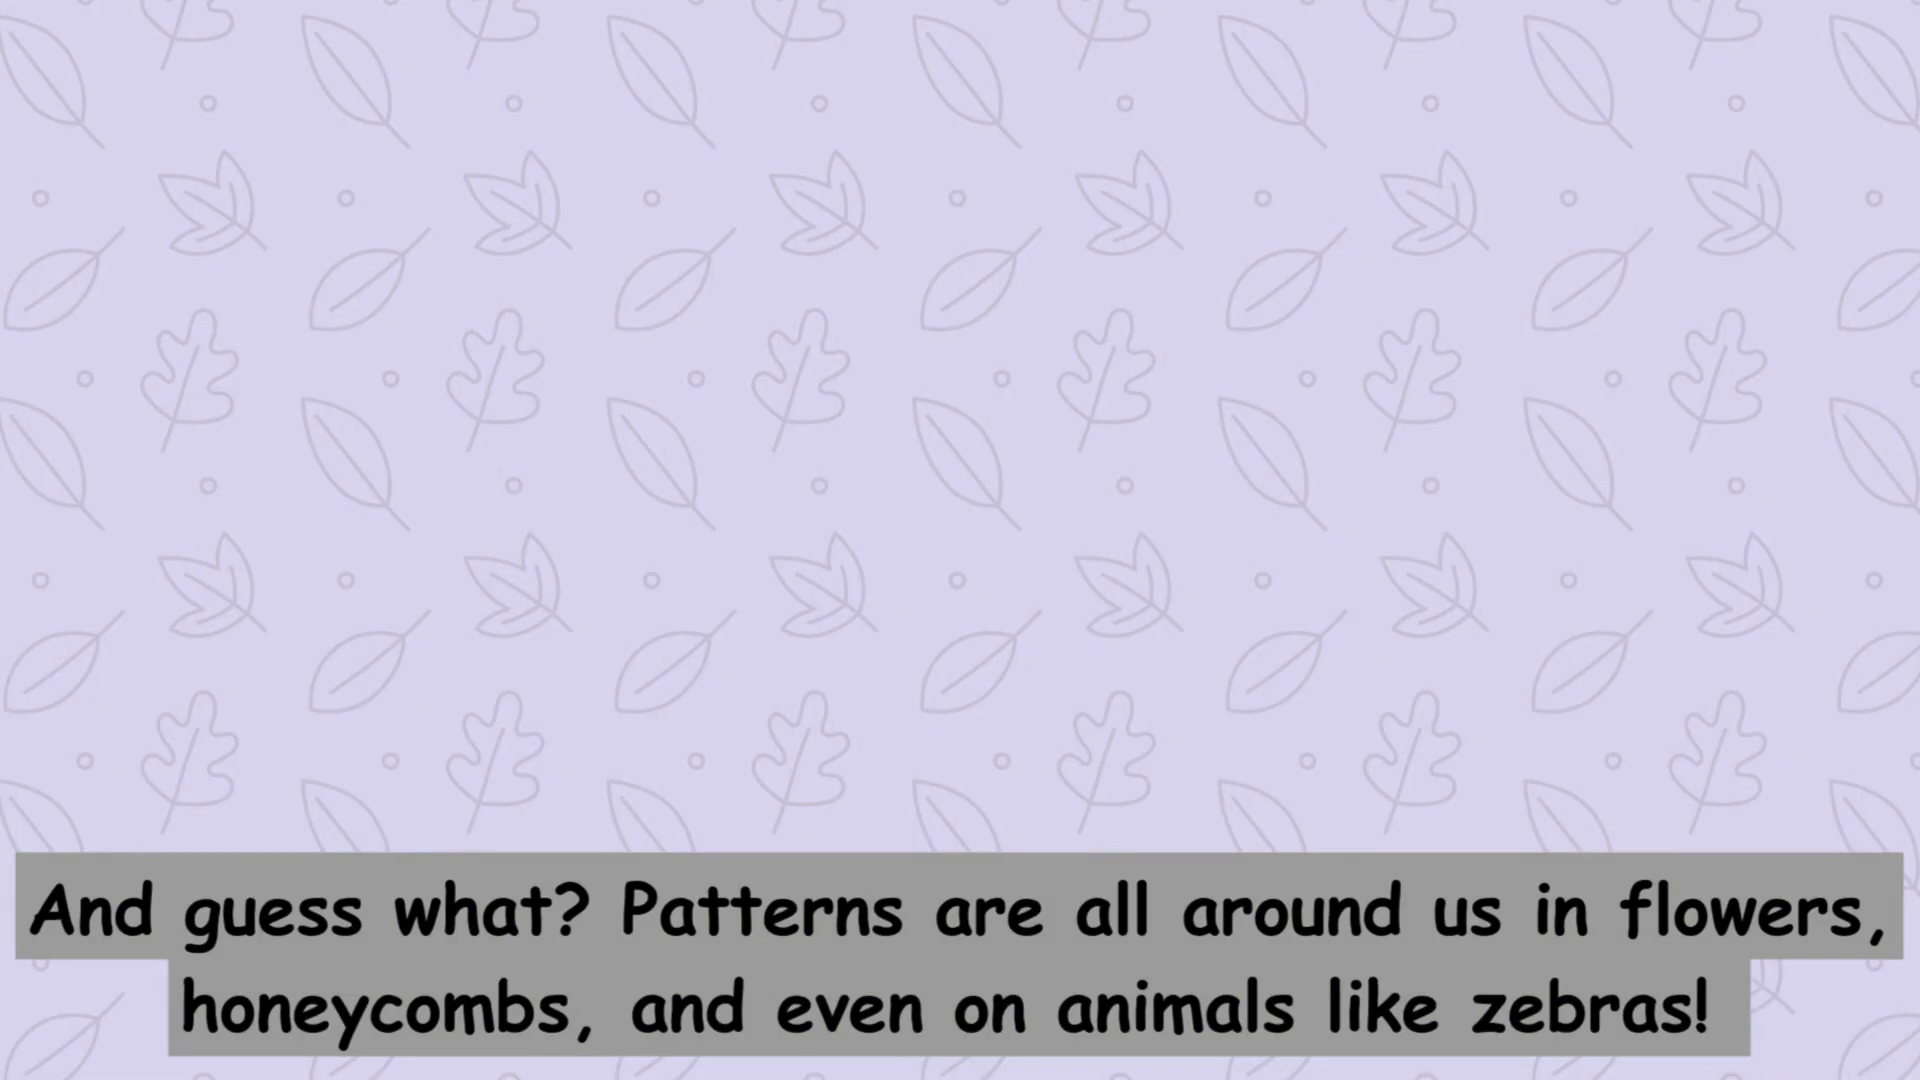 And guess what? Patterns are all around us in flowers,
honeycombs, and even on animals like zebras!